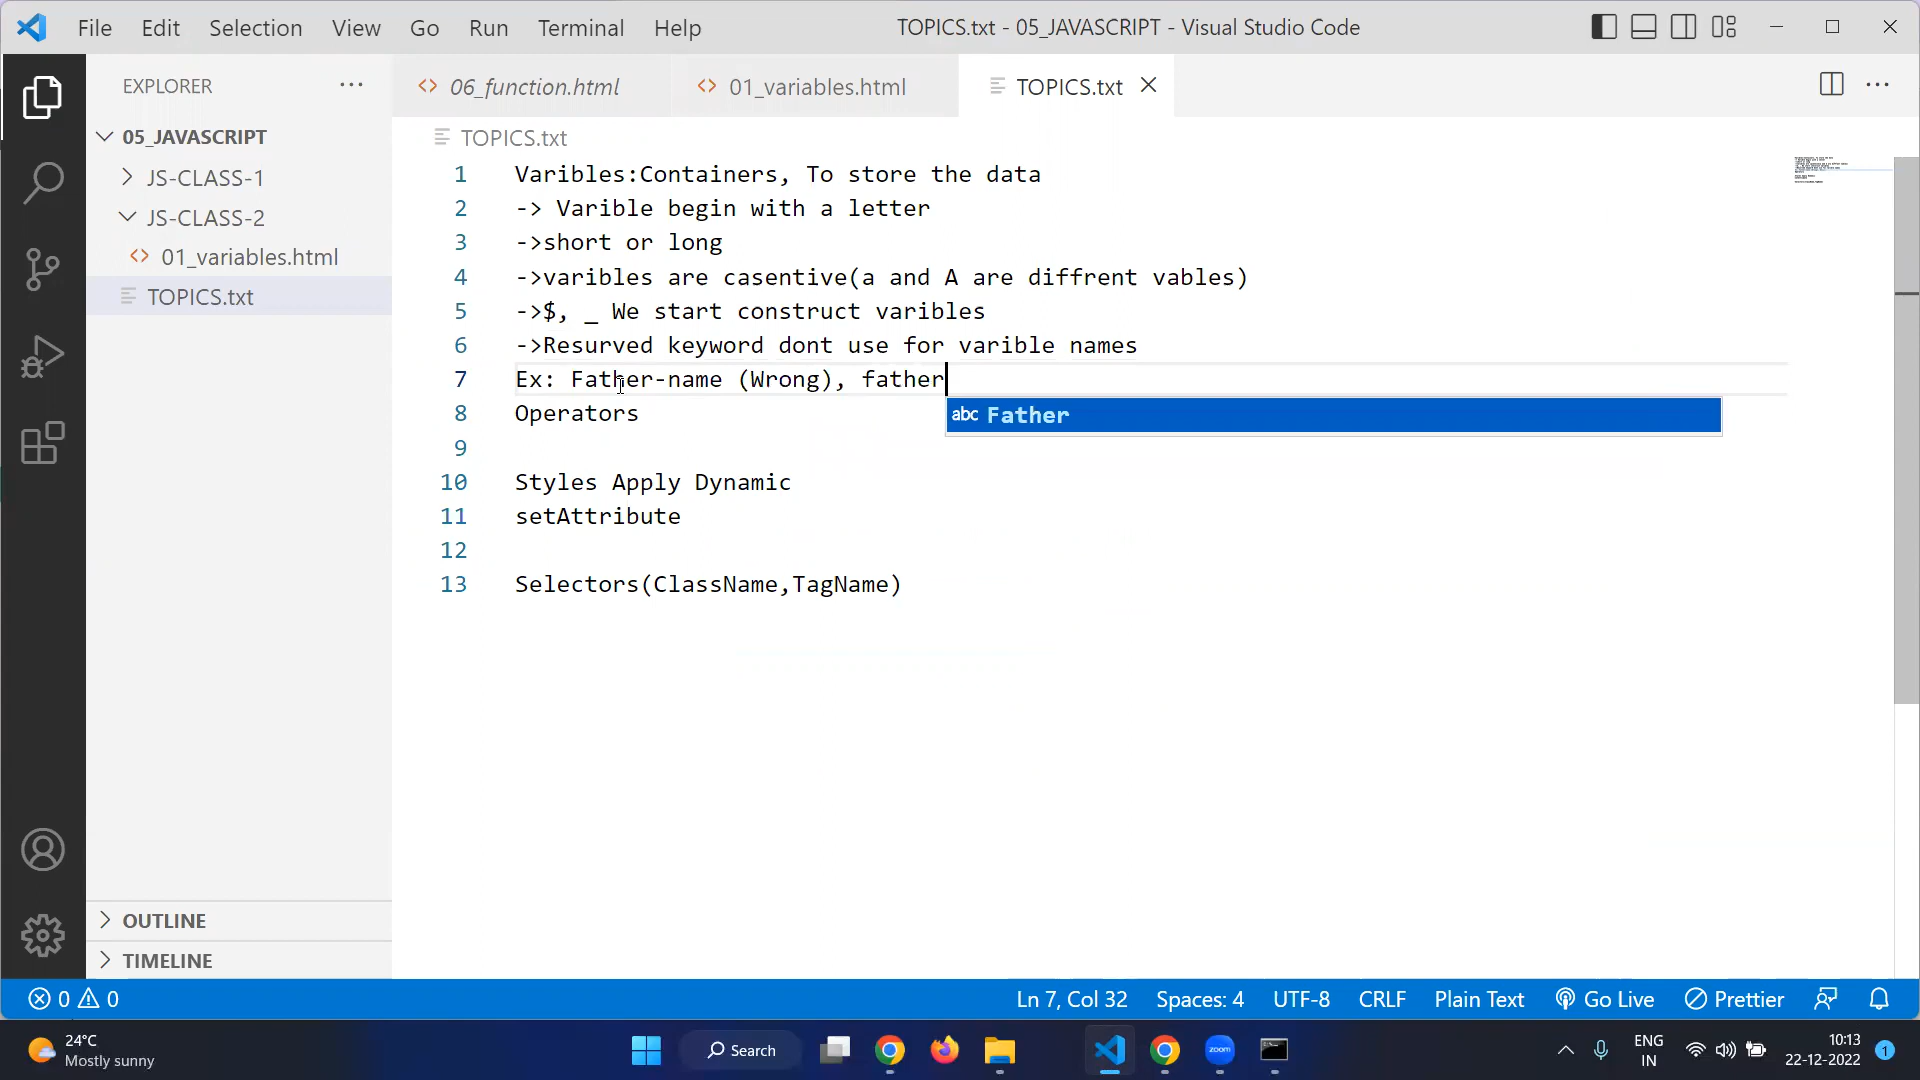 File Edit Selection View Go Run Terminal Help
TOPICS.txt - 05_JAVASCRIPT - Visual Studio Code
EXPLORER
06_function.html
01_variables.html
TOPICS.txt
05_JAVASCRIPT
JS-CLASS-1
JS-CLASS-2
01_variables.html
TOPICS.txt
OUTLINE
TIMELINE
TOPICS.txt
1 Varibles:Containers, To store the data
2 -> Varible begin with a letter
3 ->short or long
4 ->varibles are casentive(a and A are diffrent vables)
5 ->$, _ We start construct varibles
6 ->Resurved keyword dont use for varible names
7 Ex: Father-name (Wrong), father
abc Father
8 Operators
9
10 Styles Apply Dynamic
11 setAttribute
12
13 Selectors(ClassName,TagName)
0 0
Ln 7, Col 32 Spaces: 4 UTF-8 CRLF Plain Text Go Live Prettier
24°C
Mostly sunny
Search
zoom
ENG
IN
10:13
22-12-2022
1